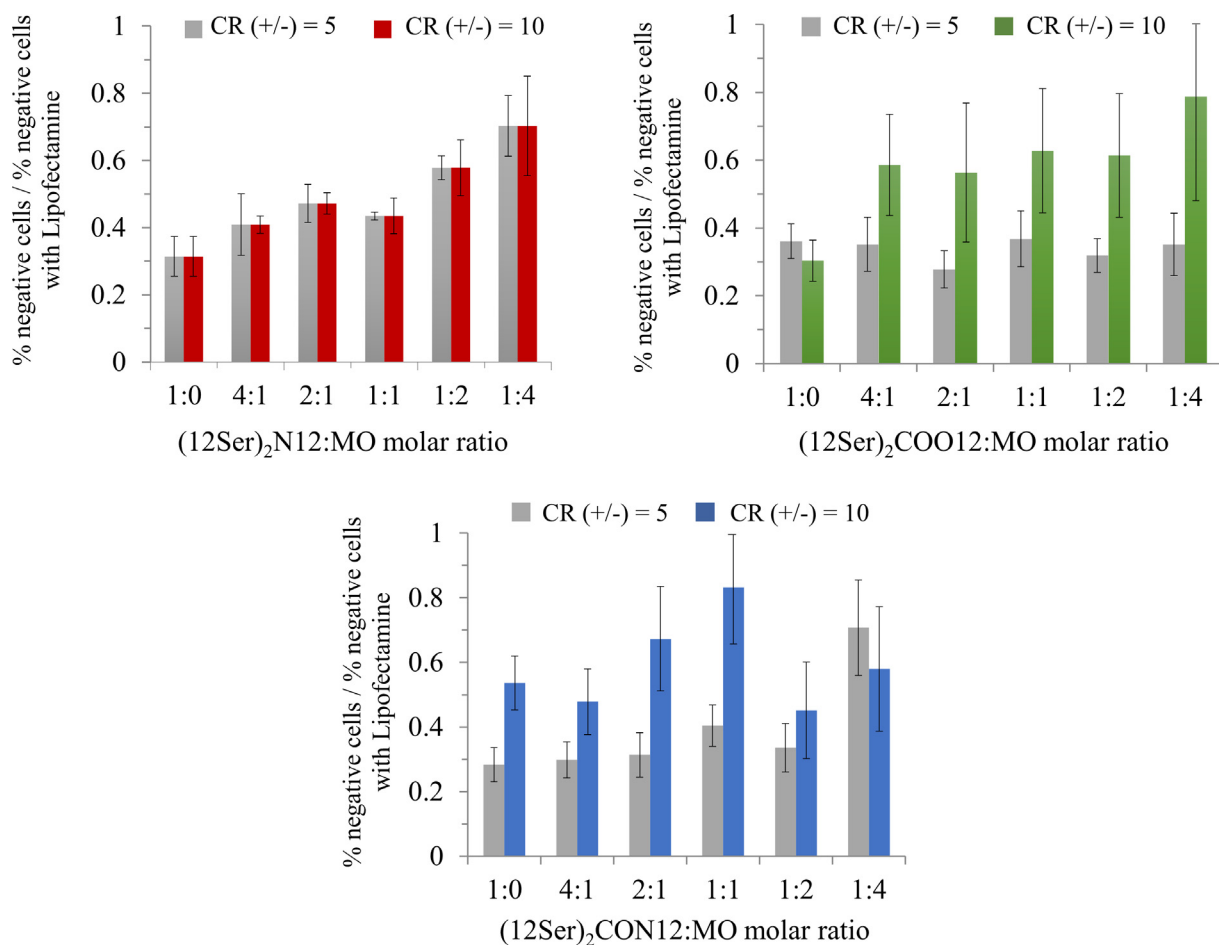 CR (+/-) = 5 CR (+/-) = 10
% negative cells / % negative cells
with Lipofectamine
1
0.8
0.6
0.4
0.2
0
1:0 4:1 2:1 1:1 1:2 1:4
(12Ser)₂N12:MO molar ratio
CR (+/-) = 5 CR (+/-) = 10
% negative cells / % negative cells
with Lipofectamine
1
0.8
0.6
0.4
0.2
0
1:0 4:1 2:1 1:1 1:2 1:4
(12Ser)₂COO12:MO molar ratio
CR (+/-) = 5 CR (+/-) = 10
% negative cells / % negative cells
with Lipofectamine
1
0.8
0.6
0.4
0.2
0
1:0 4:1 2:1 1:1 1:2 1:4
(12Ser)₂CON12:MO molar ratio